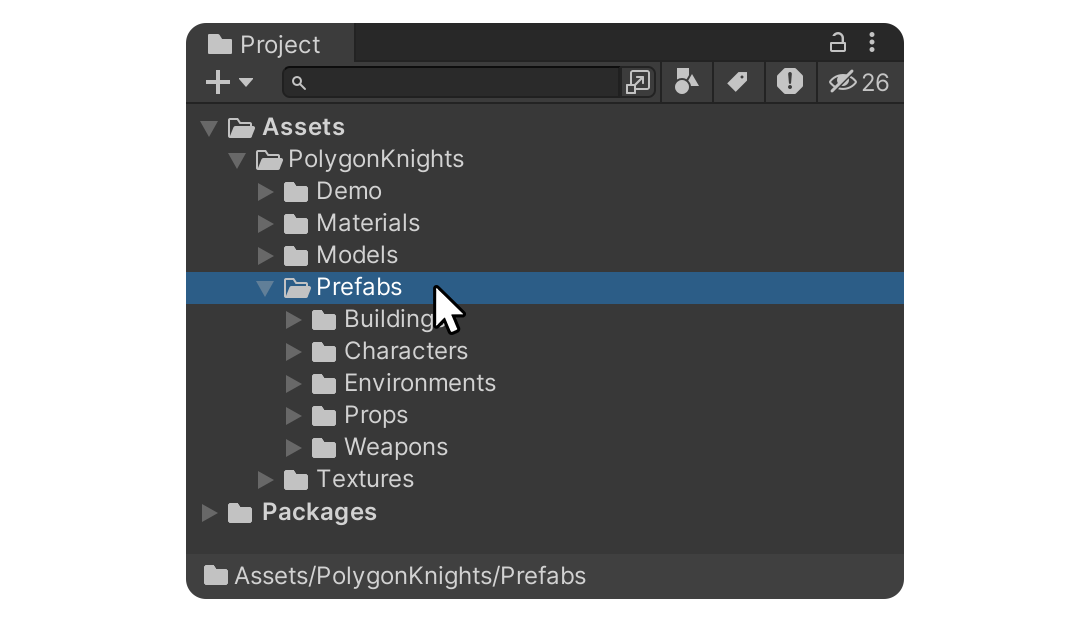 Project
26
Assets
PolygonKnights
Demo
Materials
Models
Prefabs
Building
Characters
Environments
Props
Weapons
Textures
Packages
Assets/PolygonKnights/Prefabs